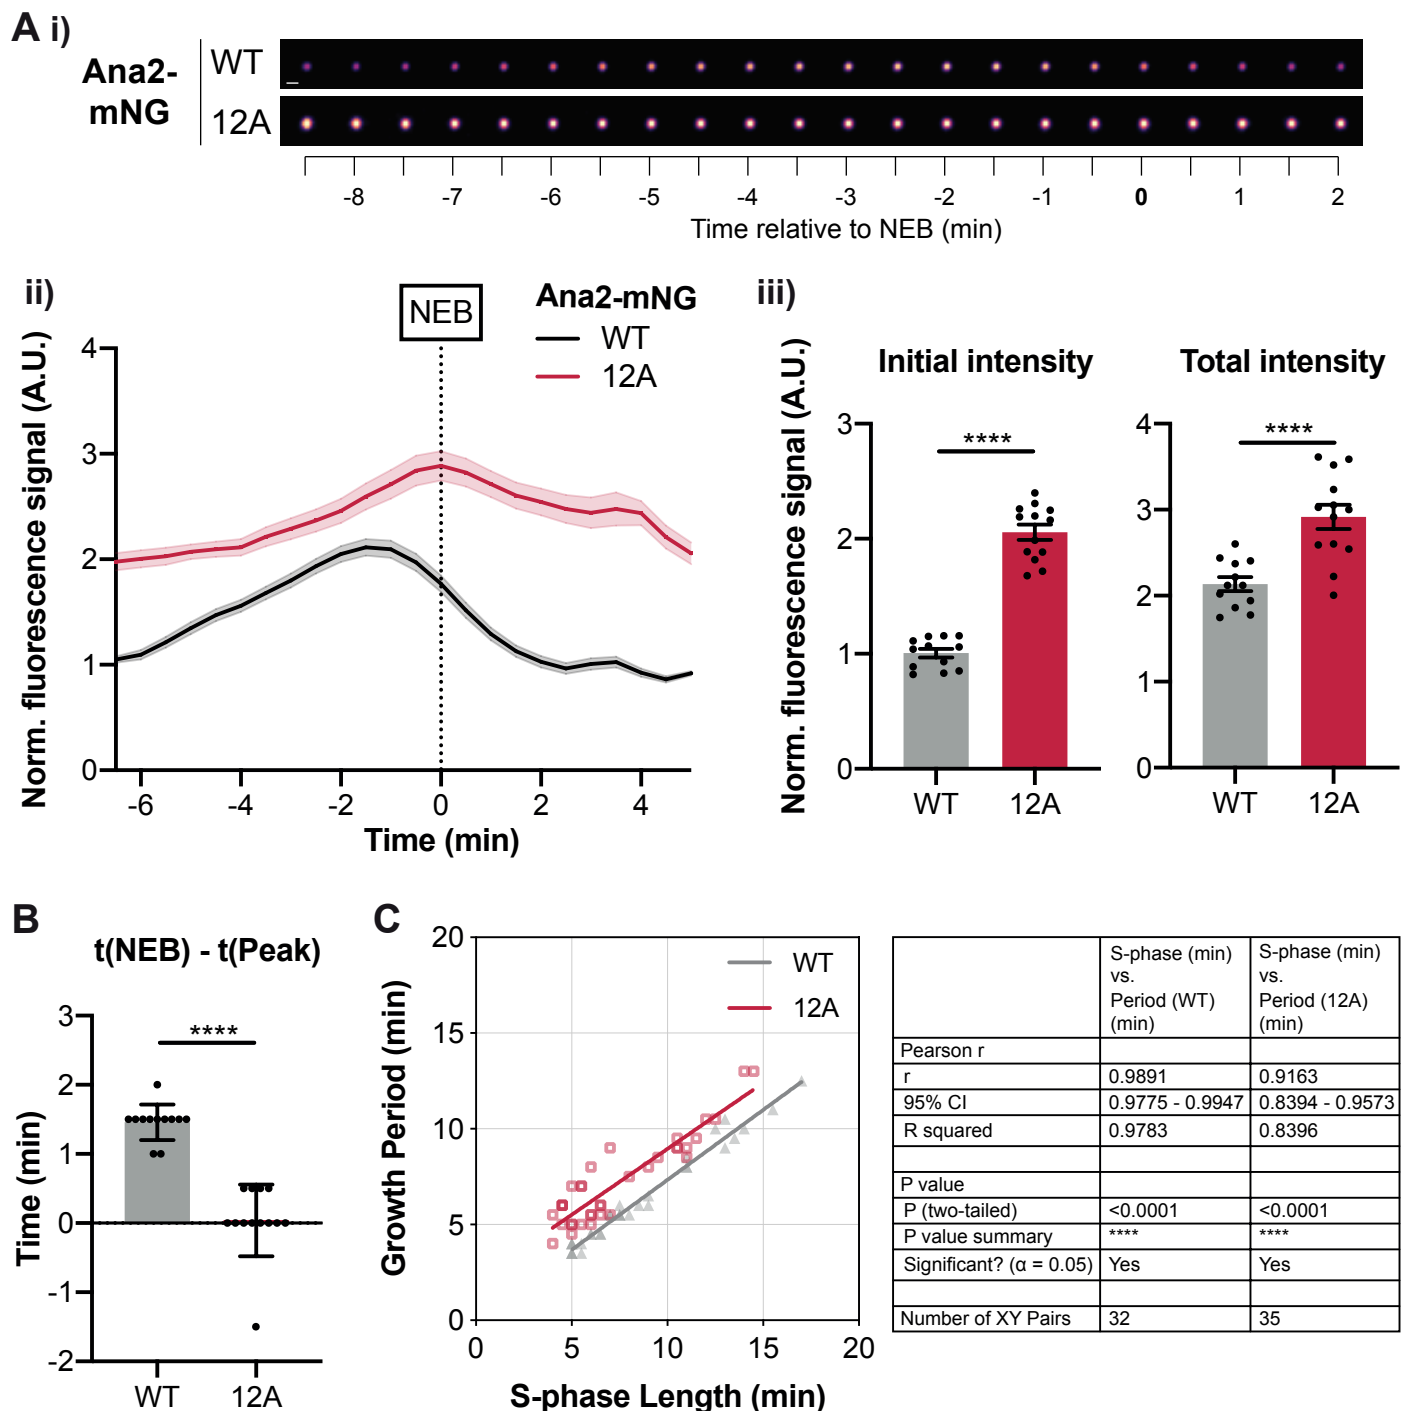 A i)
Ana2-
mNG
WT
12A
-8 -7 -6 -5 -4 -3 -2 -1 0 1 2
Time relative to NEB (min)
ii)
NEB
Ana2-mNG
WT
12A
Norm. fluorescence signal (A.U.)
4
3
2
1
0
-6 -4 -2 0 2 4
Time (min)
iii)
Norm. fluorescence signal (A.U.)
Initial intensity
****
3
2
1
0
WT 12A
Total intensity
****
4
3
2
1
0
WT 12A
B
t(NEB) - t(Peak)
****
Time (min)
3
2
1
0
-1
-2
WT 12A
C
Growth Period (min)
20
15
10
5
0
WT
12A
0 5 10 15 20
S-phase Length (min)
S-phase (min) S-phase (min)
vs. vs.
Period (WT) Period (12A)
(min) (min)
Pearson r
r 0.9891 0.9163
95% CI 0.9775 - 0.9947 0.8394 - 0.9573
R squared 0.9783 0.8396
P value
P (two-tailed) <0.0001 <0.0001
P value summary **** ****
Significant? (α = 0.05) Yes Yes
Number of XY Pairs 32 35